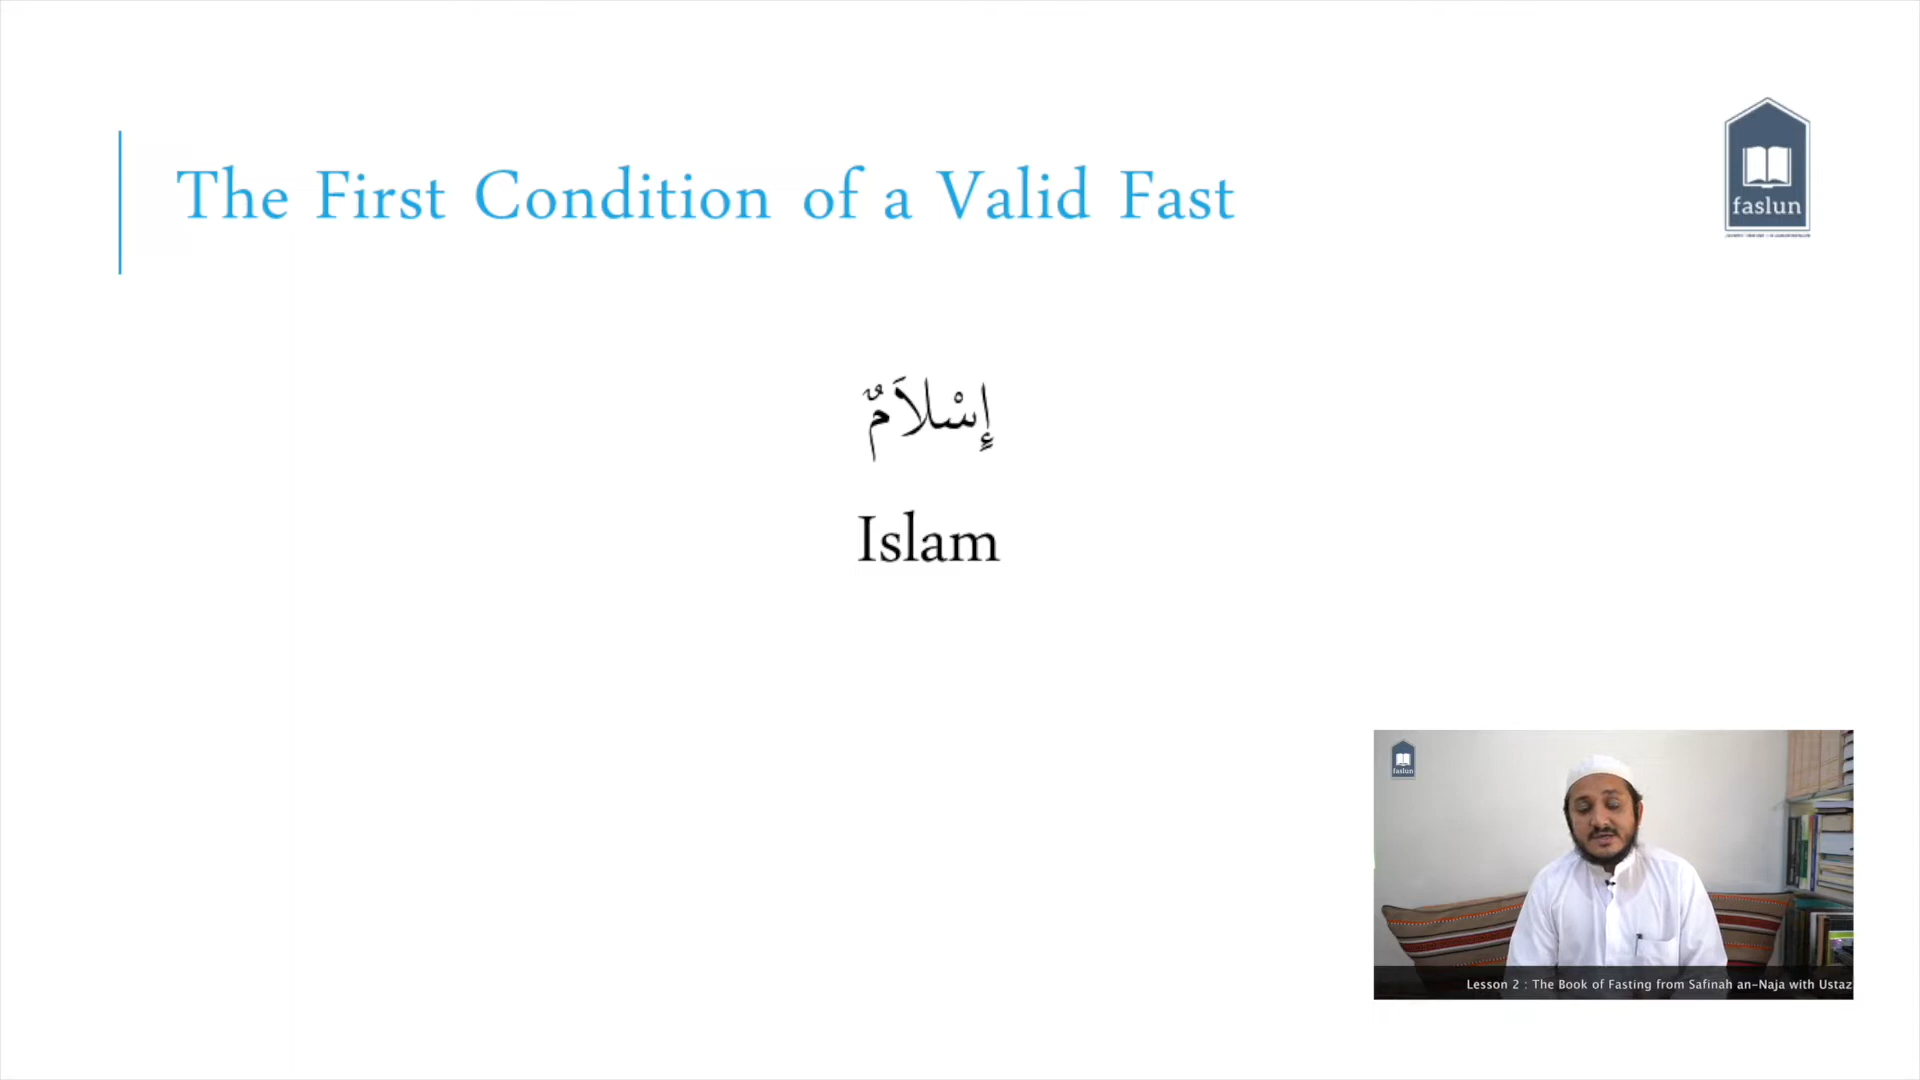 The First Condition of a Valid Fast
faslun
إِسْلاَمٌ
Islam
faslun
Lesson 2 : The Book of Fasting from Safinah an-Naja with Ustaz